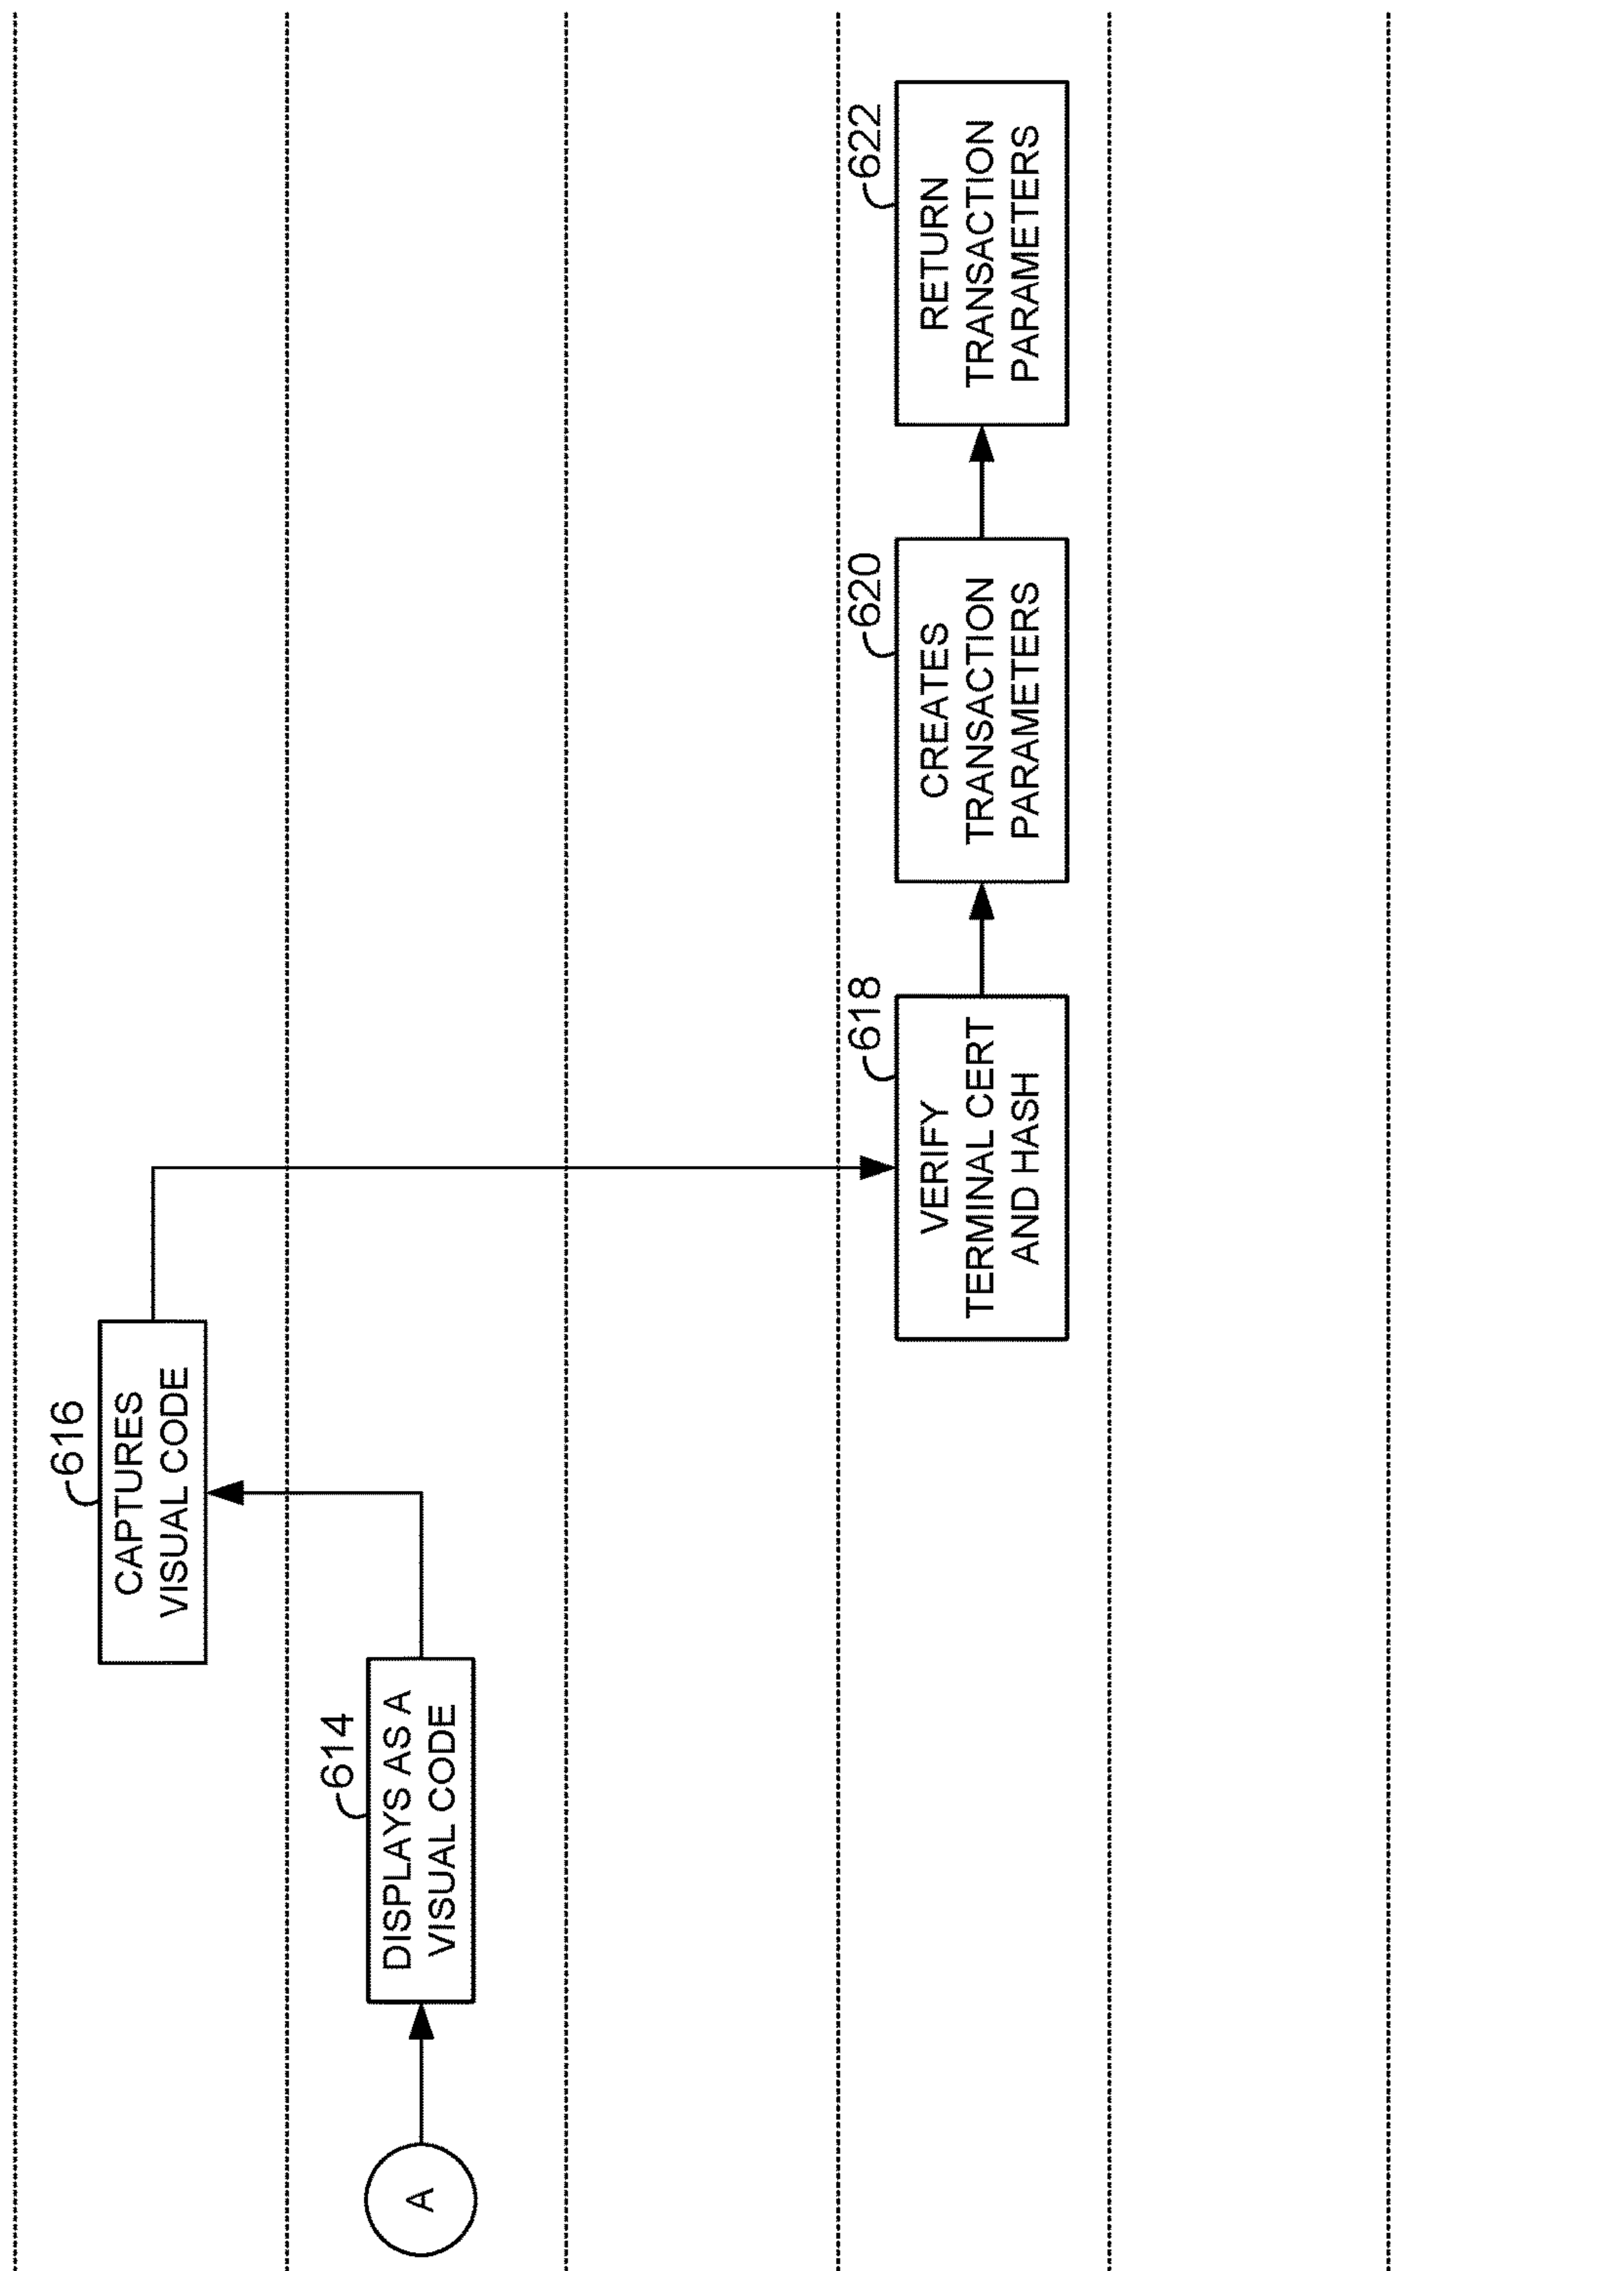 616
CAPTURES
VISUAL CODE
614
DISPLAYS AS A
VISUAL CODE
A
618
VERIFY
TERMINAL CERT
AND HASH
620
CREATES
TRANSACTION
PARAMETERS
622
RETURN
TRANSACTION
PARAMETERS